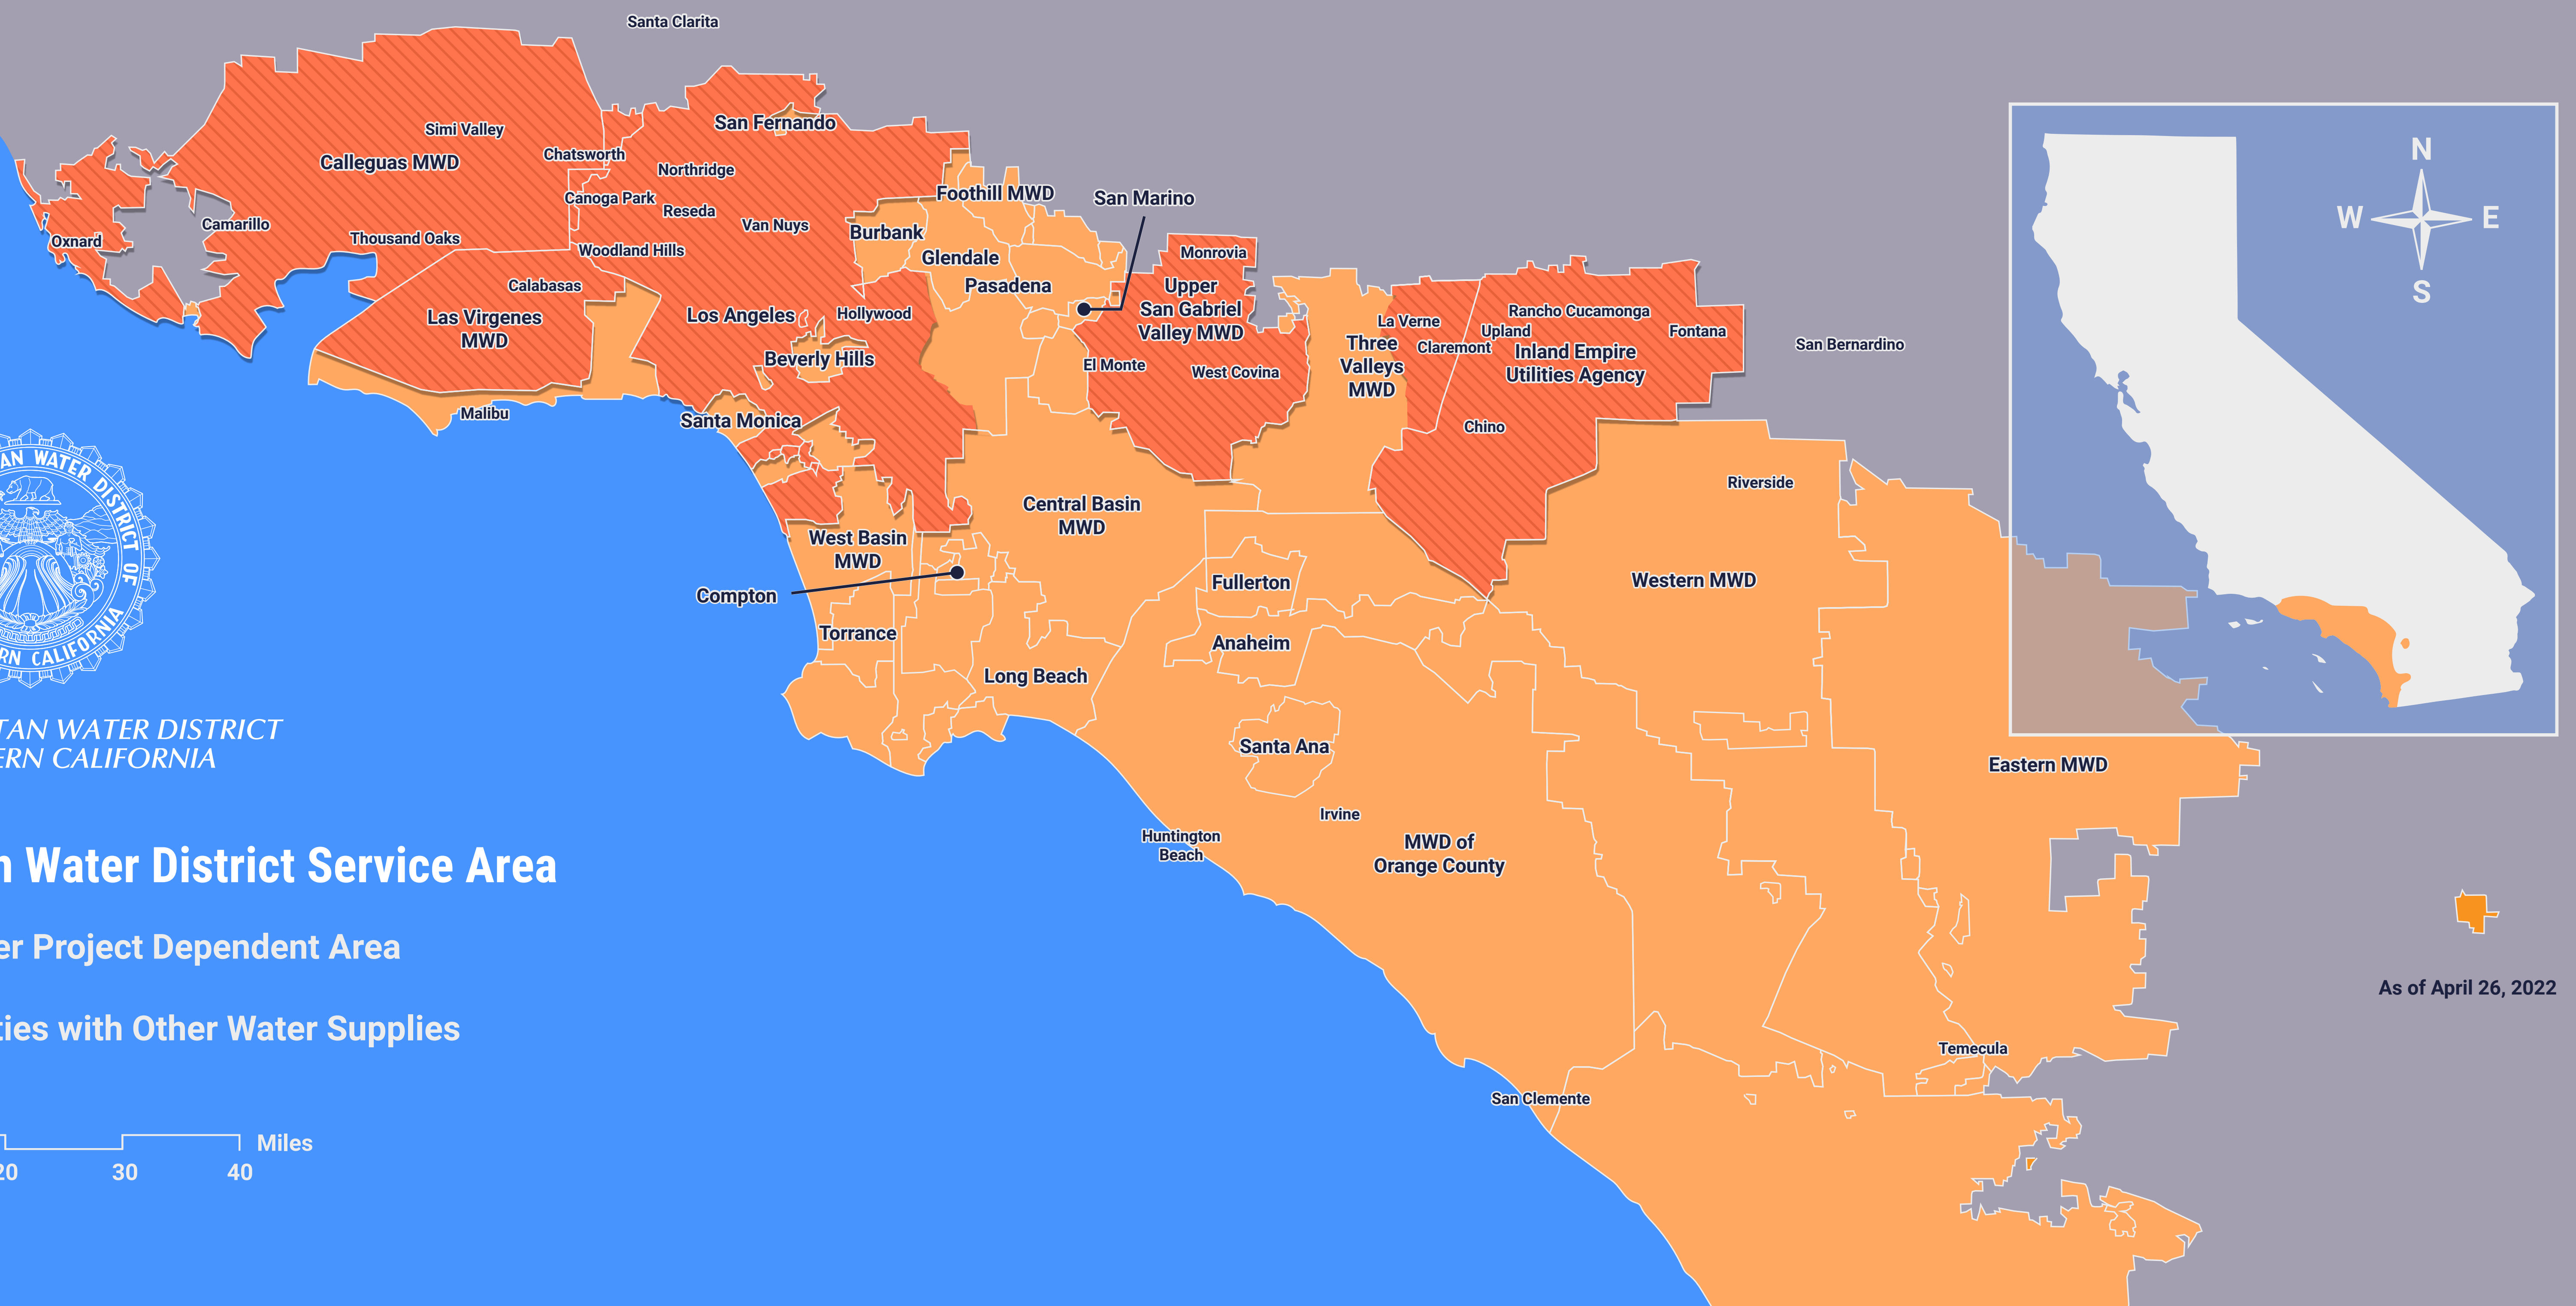 Santa Clarita
Simi Valley
Calleguas MWD
Chatsworth
San Fernando
Northridge
Canoga Park
Reseda
Van Nuys
Foothill MWD
San Marino
Burbank
Glendale
Pasadena
Camarillo
Oxnard
Thousand Oaks
Woodland Hills
Calabasas
Las Virgenes
MWD
Los Angeles
Hollywood
Beverly Hills
Malibu
Santa Monica
Monrovia
Upper
San Gabriel
Valley MWD
El Monte
West Covina
Three
Valleys
MWD
La Verne
Claremont
Rancho Cucamonga
Upland
Fontana
Inland Empire
Utilities Agency
Chino
San Bernardino
N
W
E
S
Riverside
Central Basin
MWD
West Basin
MWD
Compton
Torrance
Long Beach
Fullerton
Anaheim
Santa Ana
Irvine
Huntington
Beach
MWD of
Orange County
Western MWD
Eastern MWD
Temecula
San Clemente
AN WATER DISTRICT OF
RN CALIFORNIA
TAN WATER DISTRICT
ERN CALIFORNIA
n Water District Service Area
er Project Dependent Area
ties with Other Water Supplies
20 30 40 Miles
As of April 26, 2022